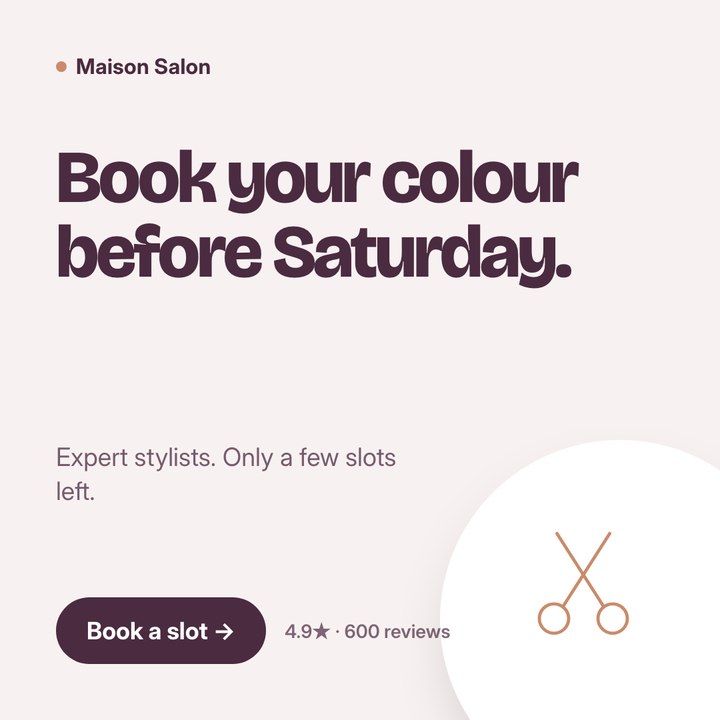 Maison Salon
Book your colour
before Saturday.
Expert stylists. Only a few slots
left.
Book a slot →
4.9★ · 600 reviews